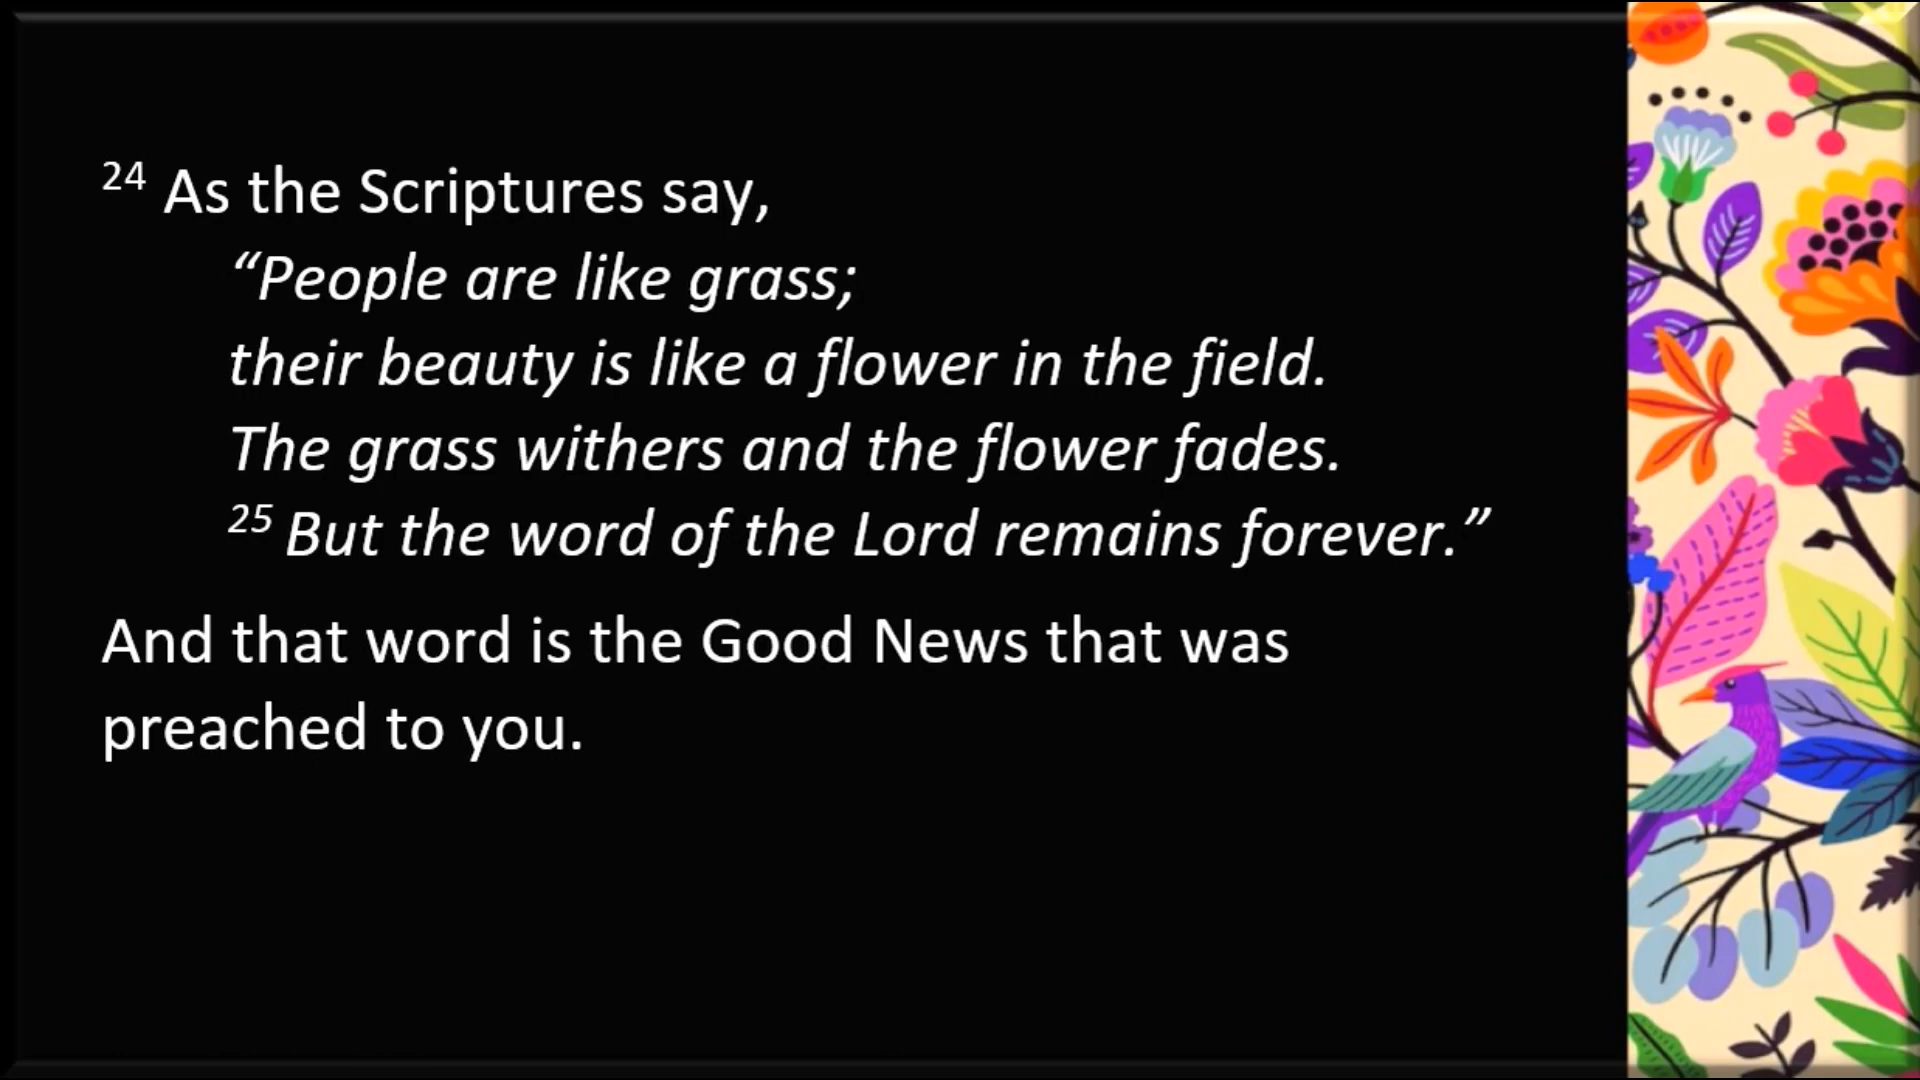 24 As the Scriptures say,
“People are like grass;
their beauty is like a flower in the field.
The grass withers and the flower fades.
25 But the word of the Lord remains forever.”
And that word is the Good News that was
preached to you.